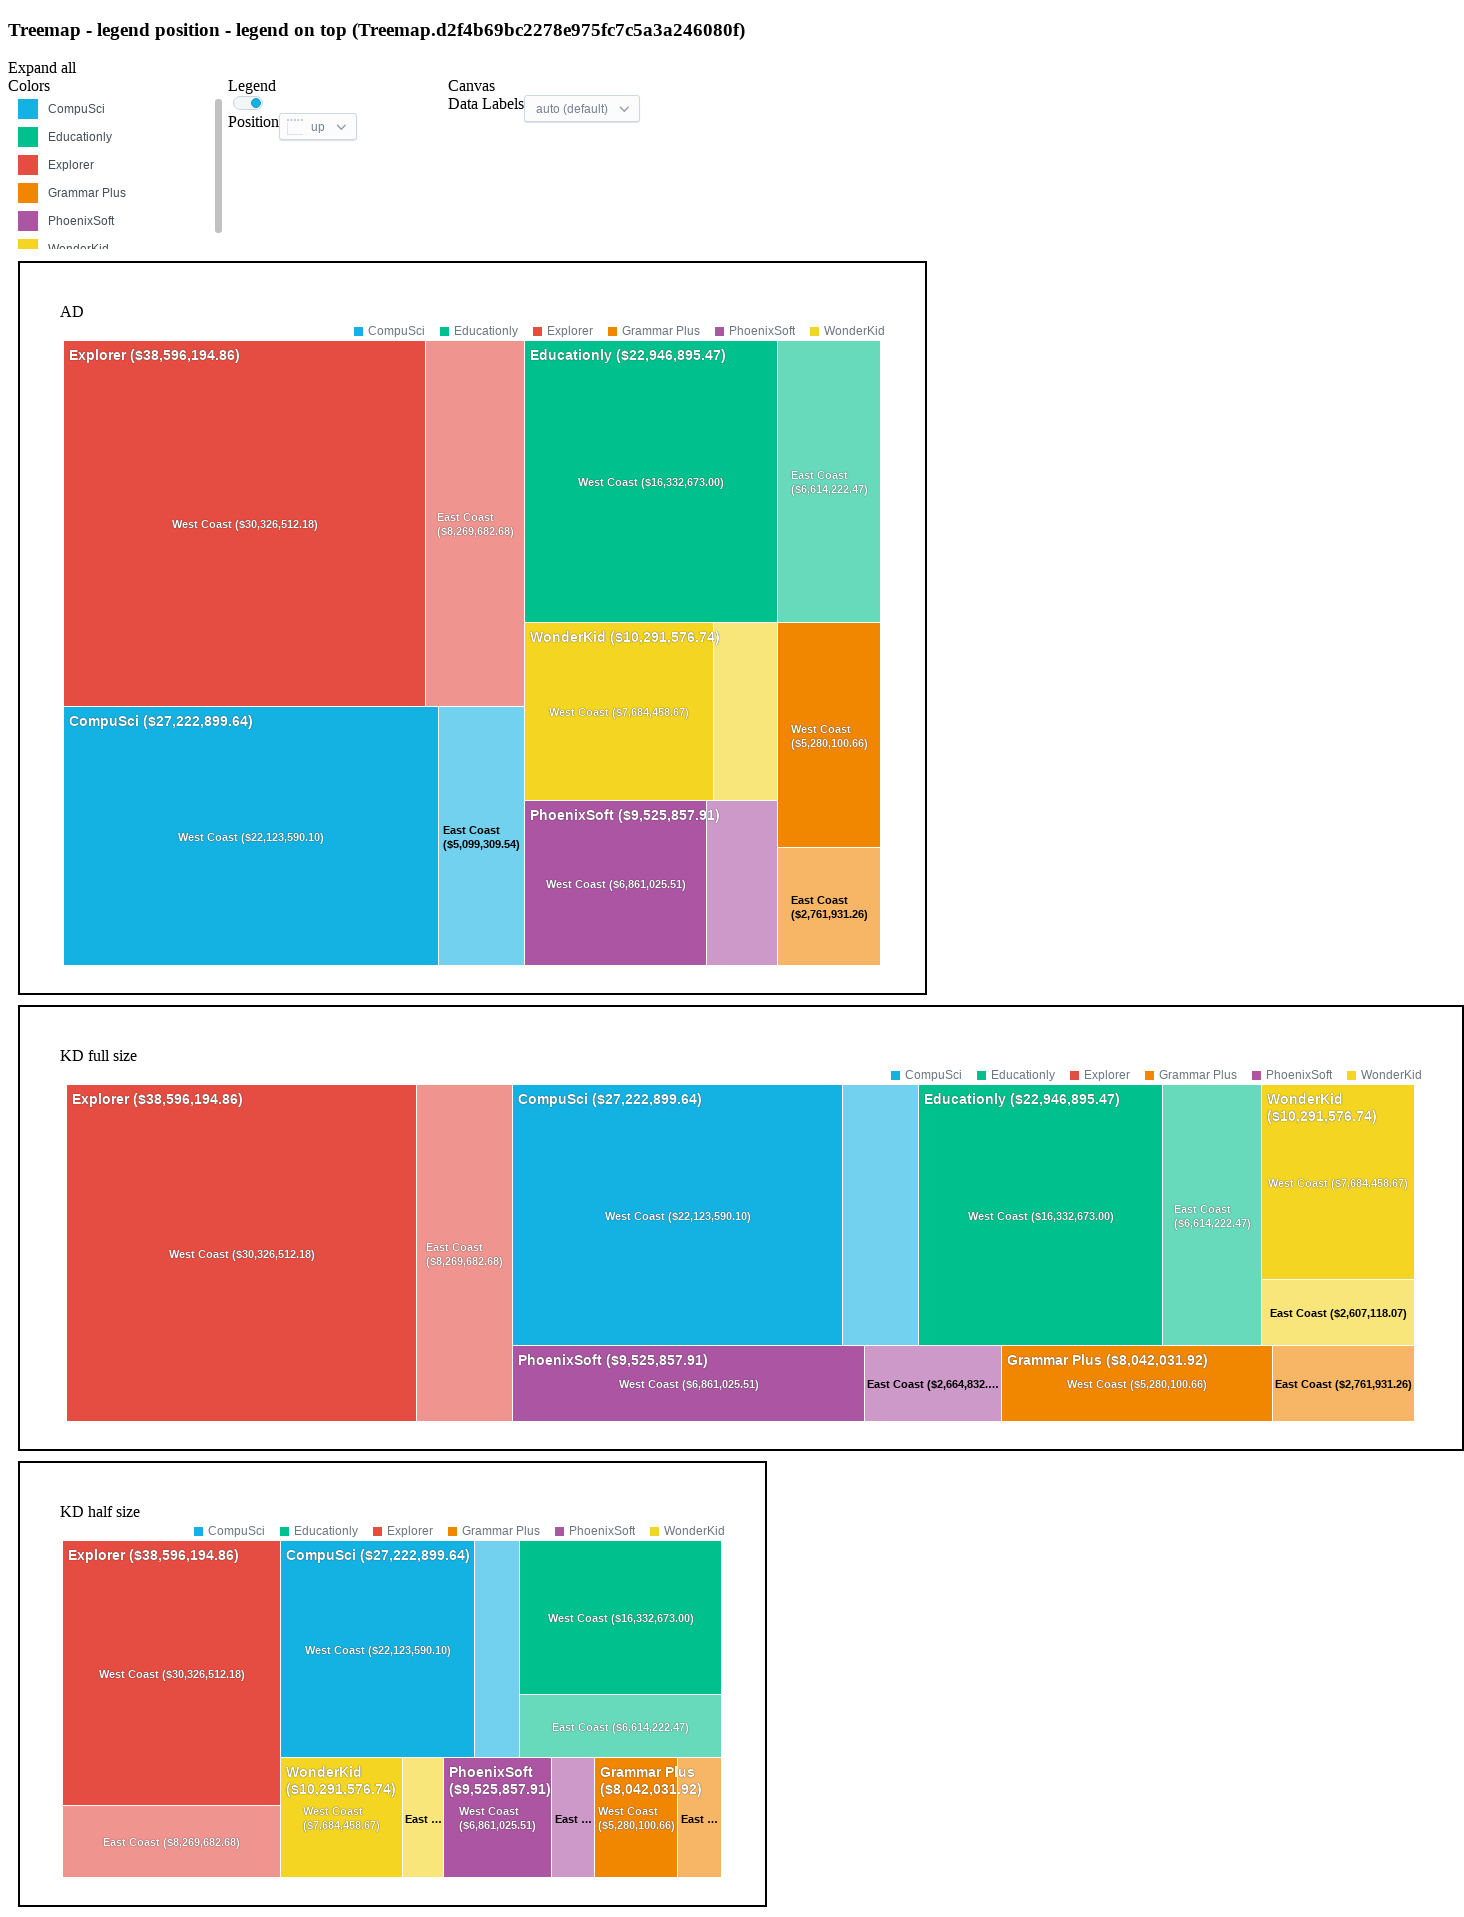 Treemap - legend position - legend on top (Treemap.d2f4b69bc2278e975fc7c5a3a246080f)
Expand all
Colors
CompuSci
Educationly
Explorer
Grammar Plus
PhoenixSoft
WonderKid
Legend
Position
up
Canvas
Data Labels
auto (default)
AD
CompuSci Educationly Explorer Grammar Plus PhoenixSoft WonderKid
Explorer ($38,596,194.86)
West Coast ($30,326,512.18)
East Coast
($8,269,682.68)
Educationly ($22,946,895.47)
West Coast ($16,332,673.00)
East Coast
($6,614,222.47)
WonderKid ($10,291,576.74)
West Coast ($7,684,458.67)
West Coast
($5,280,100.66)
CompuSci ($27,222,899.64)
West Coast ($22,123,590.10)
East Coast
($5,099,309.54)
PhoenixSoft ($9,525,857.91)
West Coast ($6,861,025.51)
East Coast
($2,761,931.26)
KD full size
CompuSci Educationly Explorer Grammar Plus PhoenixSoft WonderKid
Explorer ($38,596,194.86)
West Coast ($30,326,512.18)
East Coast
($8,269,682.68)
CompuSci ($27,222,899.64)
West Coast ($22,123,590.10)
Educationly ($22,946,895.47)
West Coast ($16,332,673.00)
East Coast
($6,614,222.47)
WonderKid
($10,291,576.74)
West Coast ($7,684,458.67)
East Coast ($2,607,118.07)
PhoenixSoft ($9,525,857.91)
West Coast ($6,861,025.51)
East Coast ($2,664,832.…
Grammar Plus ($8,042,031.92)
West Coast ($5,280,100.66)
East Coast ($2,761,931.26)
KD half size
CompuSci Educationly Explorer Grammar Plus PhoenixSoft WonderKid
Explorer ($38,596,194.86)
West Coast ($30,326,512.18)
East Coast ($8,269,682.68)
CompuSci ($27,222,899.64)
West Coast ($22,123,590.10)
West Coast ($16,332,673.00)
East Coast ($6,614,222.47)
WonderKid
($10,291,576.74)
West Coast
($7,684,458.67)
East …
PhoenixSoft
($9,525,857.91)
West Coast
($6,861,025.51)
East …
Grammar Plus
($8,042,031.92)
West Coast
($5,280,100.66)
East …